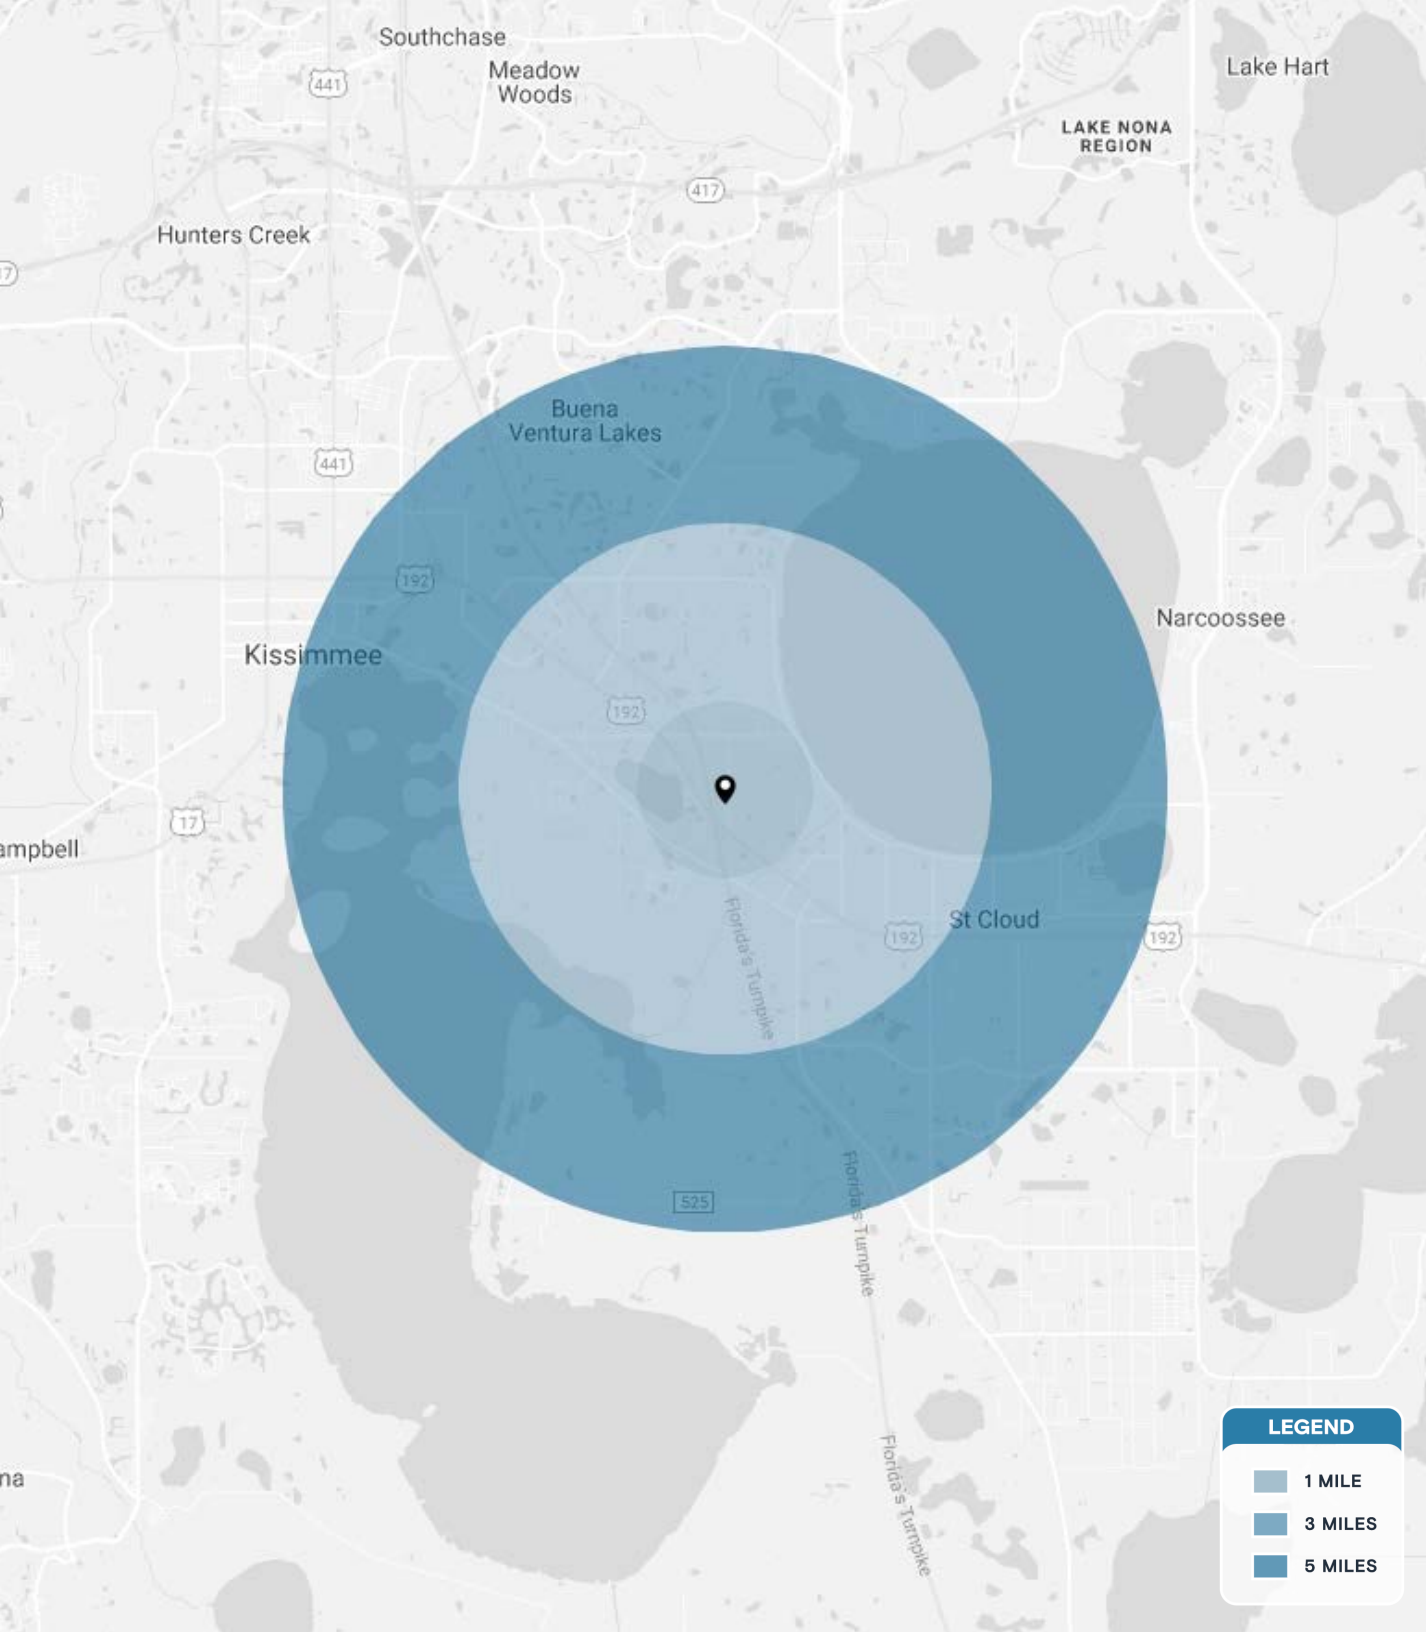 Southchase
Meadow
Woods
441
Lake Hart
LAKE NONA
REGION
417
Hunters Creek
Buena
Ventura Lakes
441
192
Narcoossee
Kissimmee
192
17
ampbell
St Cloud
192
192
Florida's Turnpike
525
Florida's Turnpike
Florida's Turnpike
na
LEGEND
1 MILE
3 MILES
5 MILES